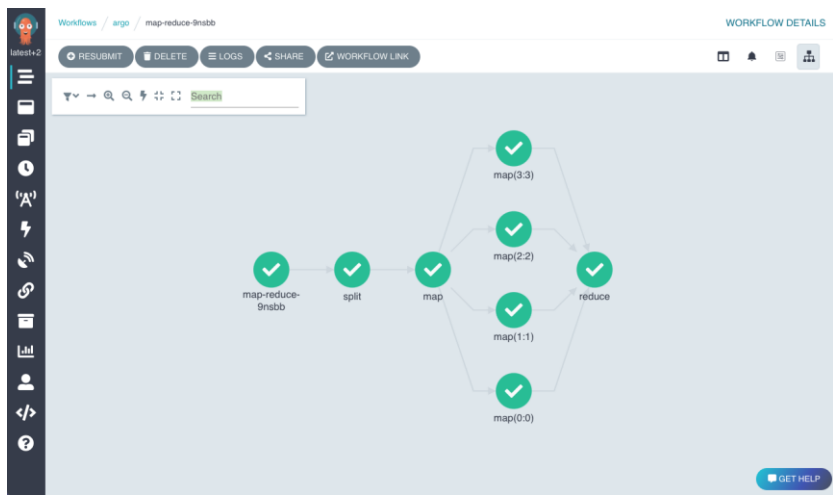 Workflows / argo / map-reduce-9nsbb
WORKFLOW DETAILS
latest+2
RESUBMIT DELETE LOGS SHARE WORKFLOW LINK
Search
map(3:3)
map(2:2)
map-reduce-
9nsbb
split
map
reduce
map(1:1)
map(0:0)
GET HELP